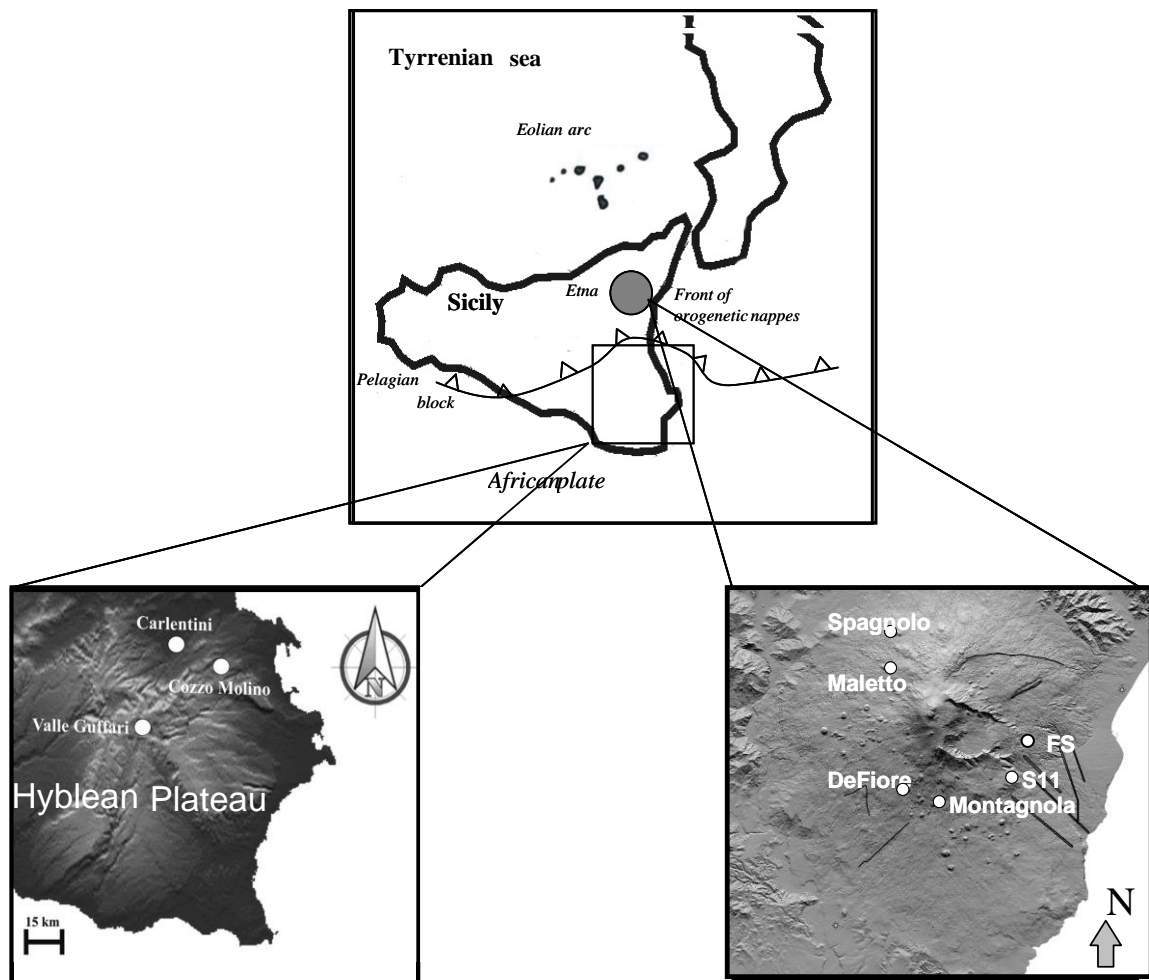 Tyrrenian sea
Eolian arc
Etna
Sicily
Front of
orogenetic nappes
Pelagian
block
Africanplate
Carlentini
Cozzo Molino
Valle Guffari
Hyblean Plateau
N
15 km
Spagnolo
Maletto
FS
S11
DeFiore
Montagnola
N